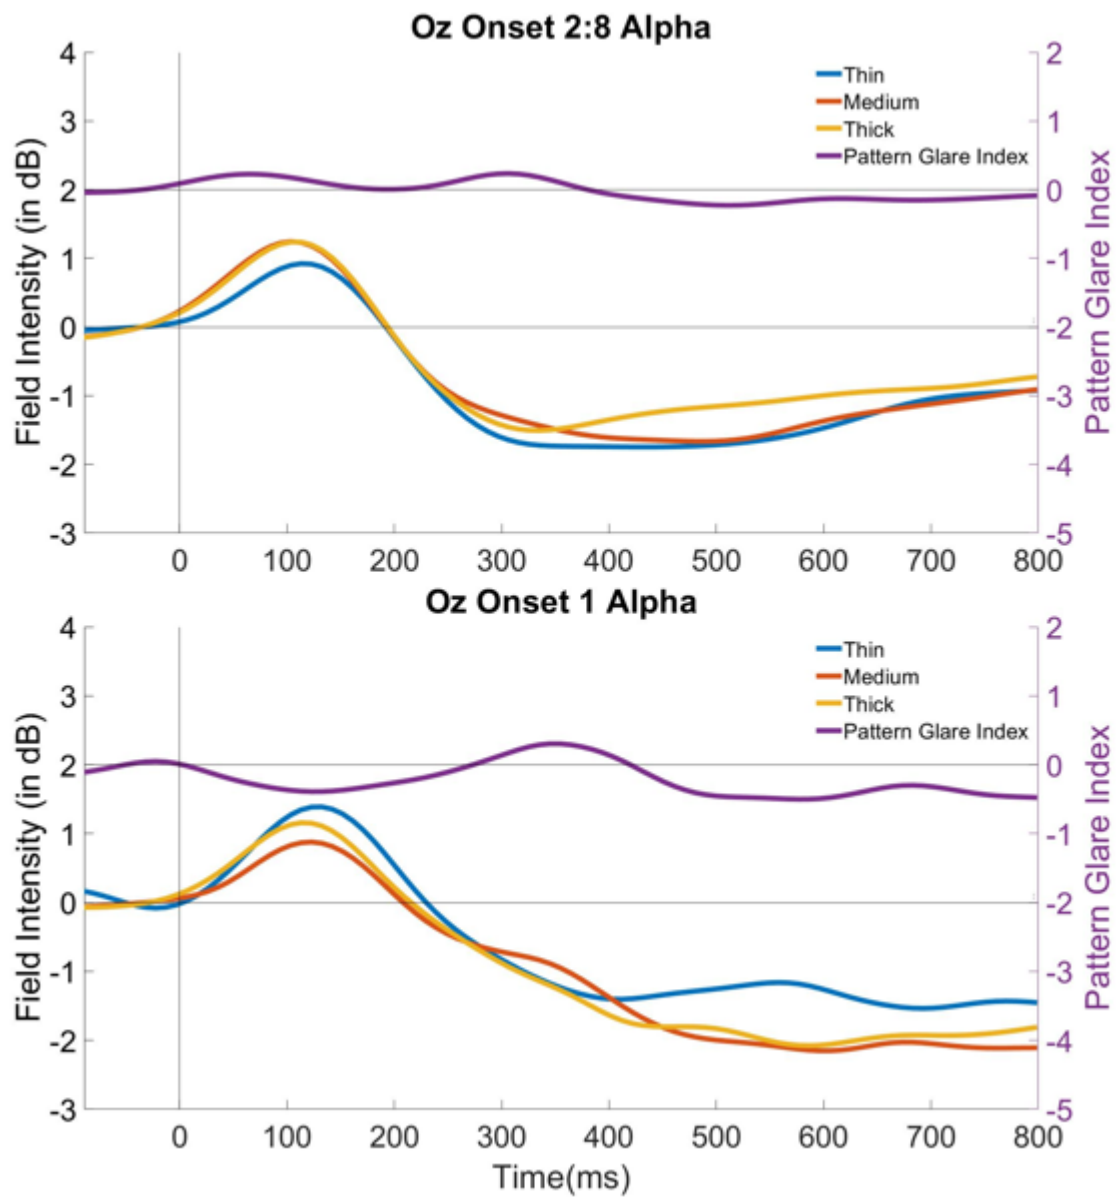 Oz Onset 2:8 Alpha
Thin
Medium
Thick
Pattern Glare Index
Field Intensity (in dB)
4
3
2
1
0
-1
-2
-3
2
1
0
-1
-2
-3
-4
-5
Pattern Glare Index
0 100 200 300 400 500 600 700 800
Oz Onset 1 Alpha
Thin
Medium
Thick
Pattern Glare Index
Field Intensity (in dB)
4
3
2
1
0
-1
-2
-3
2
1
0
-1
-2
-3
-4
-5
Pattern Glare Index
0 100 200 300 400 500 600 700 800
Time(ms)